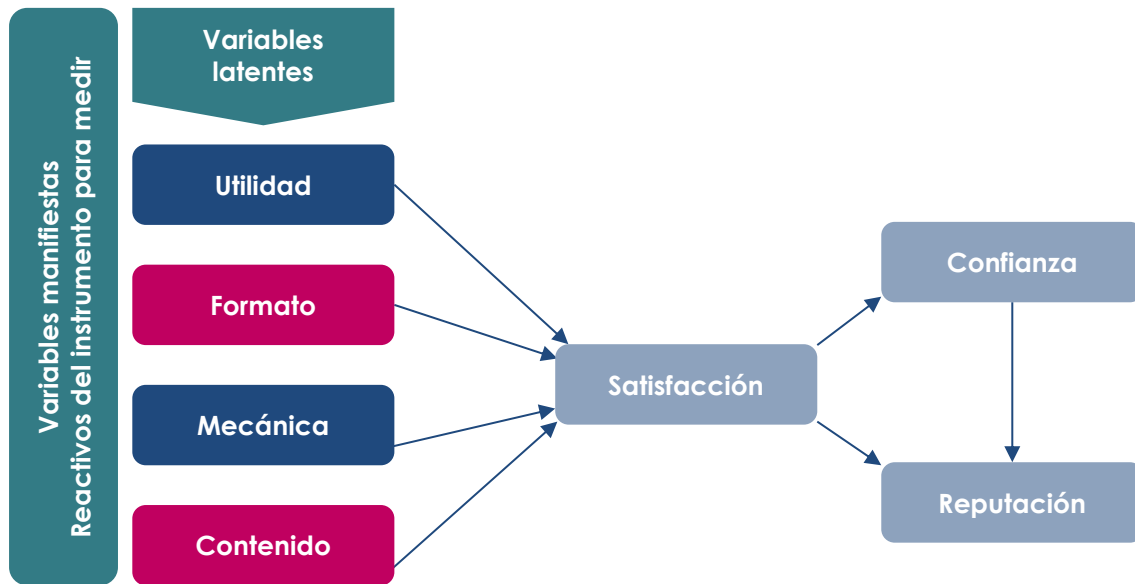 Variables manifiestas
Reactivos del instrumento para medir
Variables
latentes
Utilidad
Formato
Mecánica
Contenido
Satisfacción
Confianza
Reputación